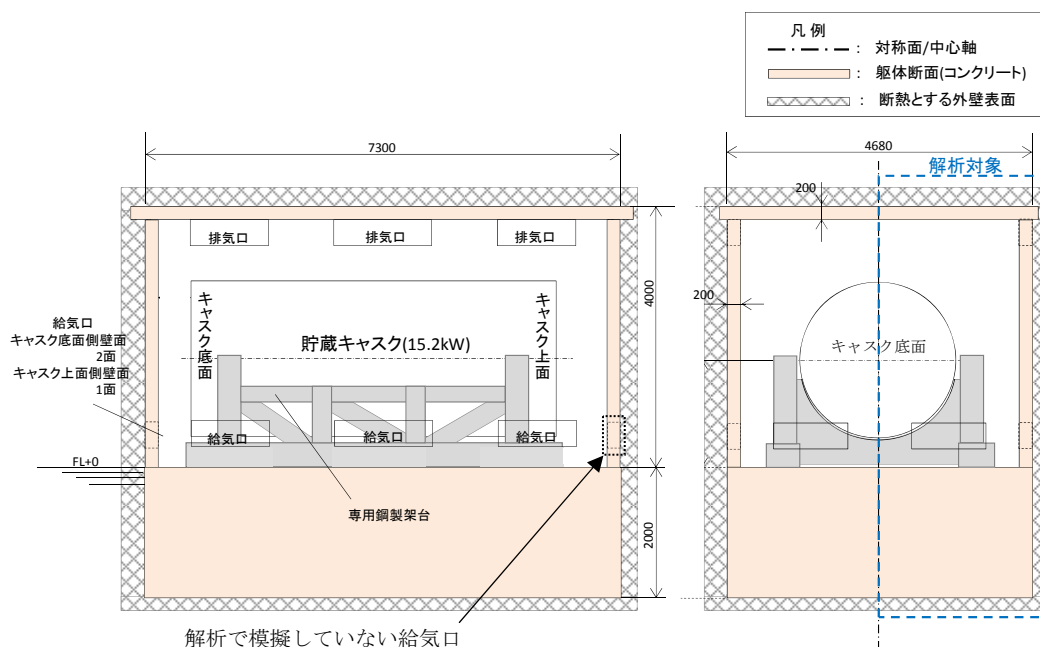 凡 例
: 対称面/中心軸
: 躯体断面(コンクリート)
: 断熱とする外壁表面
7300
4680
解析対象
200
排気口
排気口
排気口
4000
200
給気口
キャスク底面側壁面
2面
キャスク上面側壁面
1面
キャスク底面
貯蔵キャスク(15.2kW)
キャスク上面
キャスク底面
給気口
給気口
給気口
FL+0
専用鋼製架台
2000
解析で模擬していない給気口